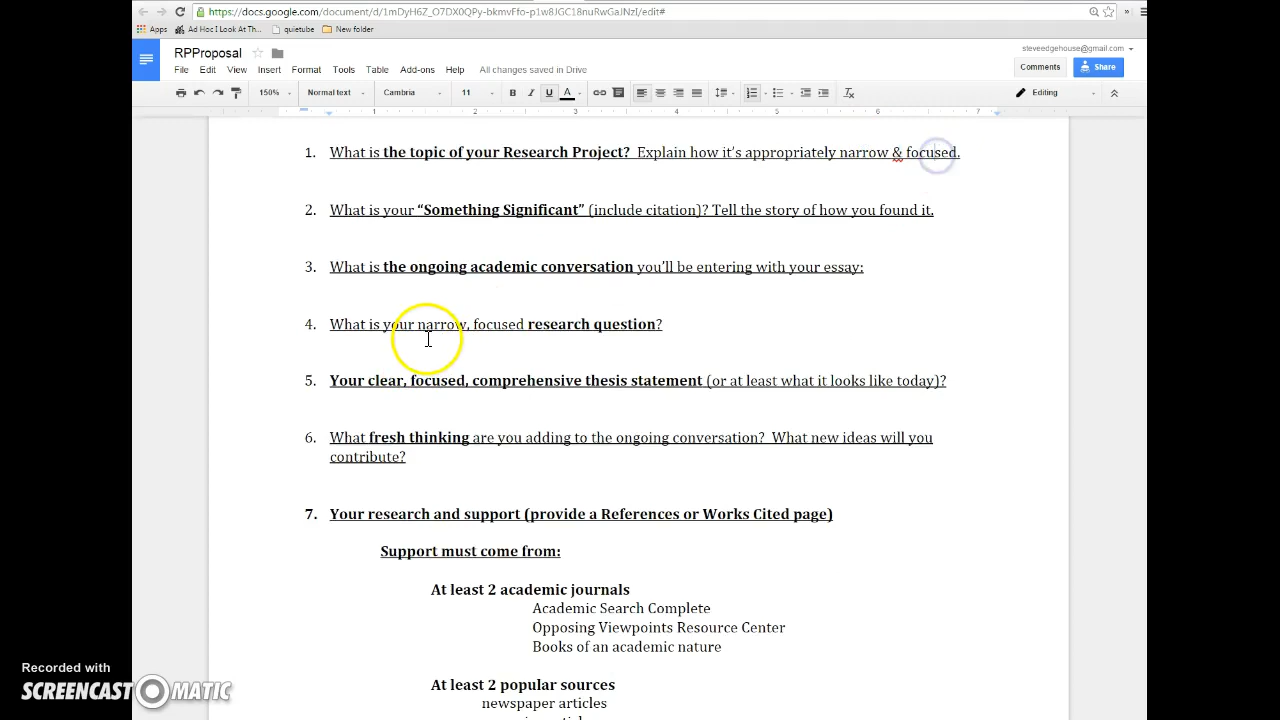 https://docs.google.com/document/d/1mDyH6Z_O7DX0QPy-bkmvFfo-p1w8JGC18nuRwGaJNzI/edit#
Apps Ad Hoc I Look At Th... quietube New folder
RPProposal
steveedgehouse@gmail.com
File Edit View Insert Format Tools Table Add-ons Help All changes saved in Drive
Comments Share
150% Normal text Cambria 11 B I U A Editing
1 2 3 4 5 6 7
1. What is the topic of your Research Project? Explain how it's appropriately narrow & focused.
2. What is your “Something Significant” (include citation)? Tell the story of how you found it.
3. What is the ongoing academic conversation you'll be entering with your essay:
4. What is your narrow, focused research question?
5. Your clear, focused, comprehensive thesis statement (or at least what it looks like today)?
6. What fresh thinking are you adding to the ongoing conversation? What new ideas will you
contribute?
7. Your research and support (provide a References or Works Cited page)
Support must come from:
At least 2 academic journals
Academic Search Complete
Opposing Viewpoints Resource Center
Books of an academic nature
At least 2 popular sources
newspaper articles
Recorded with
SCREENCAST MATIC